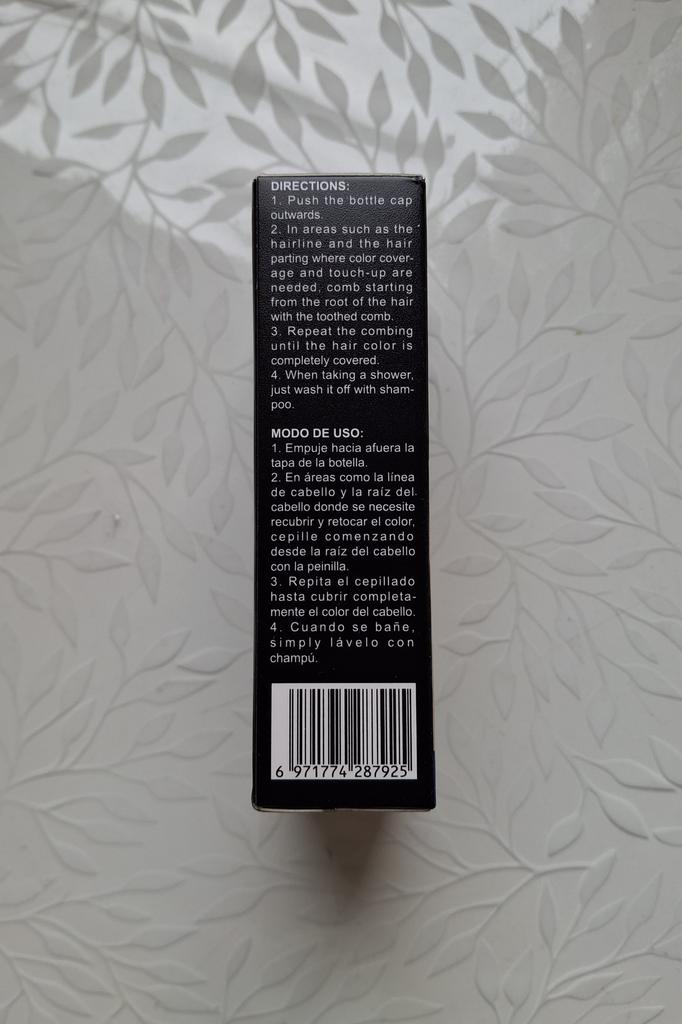 DIRECTIONS:
1. Push the bottle cap
outwards.
2. In areas such as the
hairline and the hair
parting where color cover-
age and touch-up are
needed, comb starting
from the root of the hair
with the toothed comb.
3. Repeat the combing
until the hair color is
completely covered.
4. When taking a shower,
just wash it off with sham-
poo.
MODO DE USO:
1. Empuje hacia afuera la
tapa de la botella.
2. En áreas como la línea
de cabello y la raíz del
cabello donde se necesite
recubrir y retocar el color,
cepille comenzando
desde la raíz del cabello
con la peinilla.
3. Repita el cepillado
hasta cubrir completa-
mente el color del cabello.
4. Cuando se bañe,
simply lávelo con
champú.
6 971774 287925